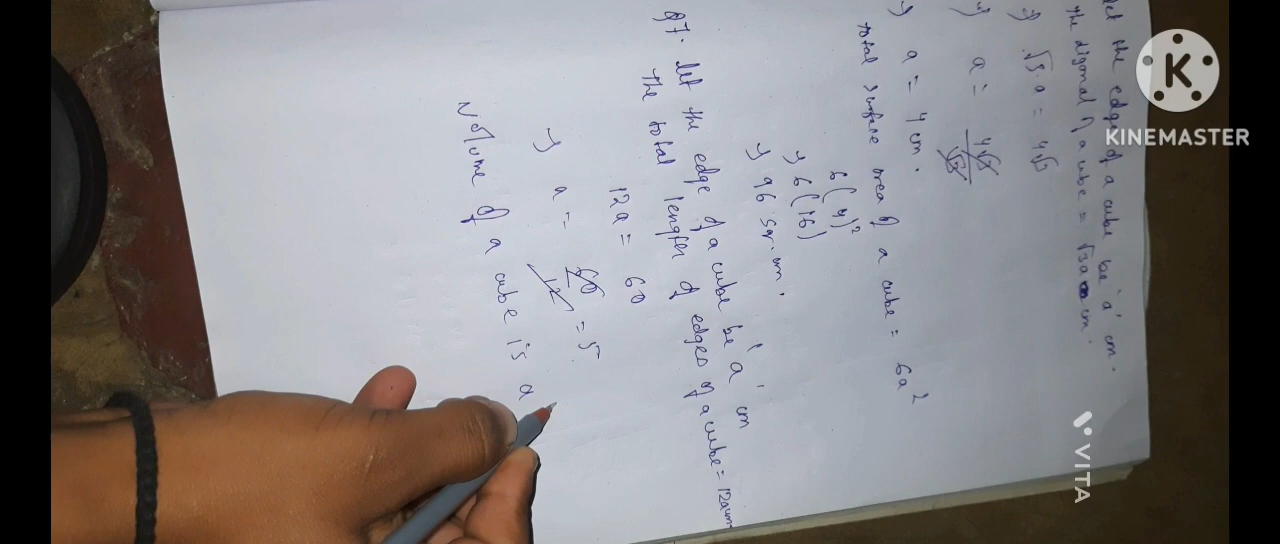 let the edge of a cube be 'a' cm.
the digonal of a cube = √3a cm.
⇒ √3·a = 4√3
⇒ a = 4√3/√3
⇒ a = 4 cm.
total surface area of a cube = 6a²
6(4)²
⇒ 6(16)
⇒ 96 sqr. cm.
Q7. let the edge of a cube be 'a' cm
The total length of edges of a cube = 12a cm
12a = 60
⇒ a = 60/12 = 5
Volume of a cube is a
KINEMASTER
VITA